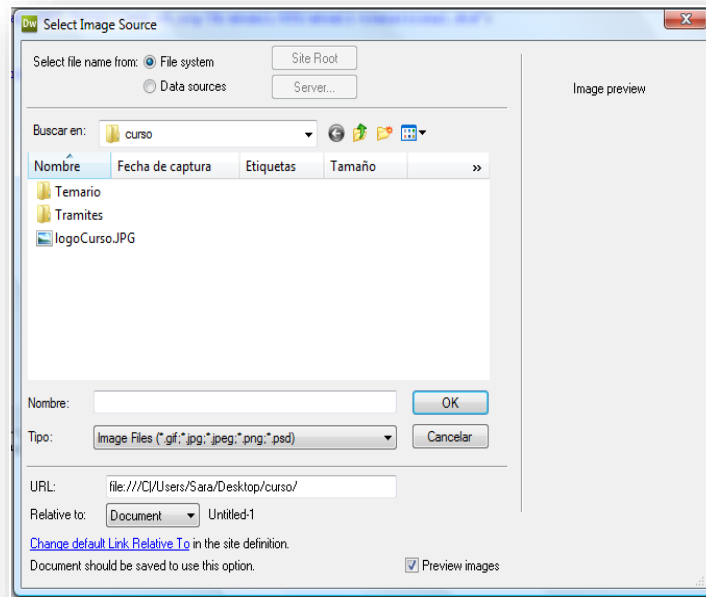 Dw Select Image Source
Select file name from: File system Site Root
Data sources Server...
Image preview
Buscar en: curso
Nombre Fecha de captura Etiquetas Tamaño »
Temario
Tramites
logoCurso.JPG
Nombre: OK
Tipo: Image Files (*.gif;*.jpg;*.jpeg;*.png;*.psd) Cancelar
URL: file:///C|/Users/Sara/Desktop/curso/
Relative to: Document Untitled-1
Change default Link Relative To in the site definition.
Document should be saved to use this option. Preview images